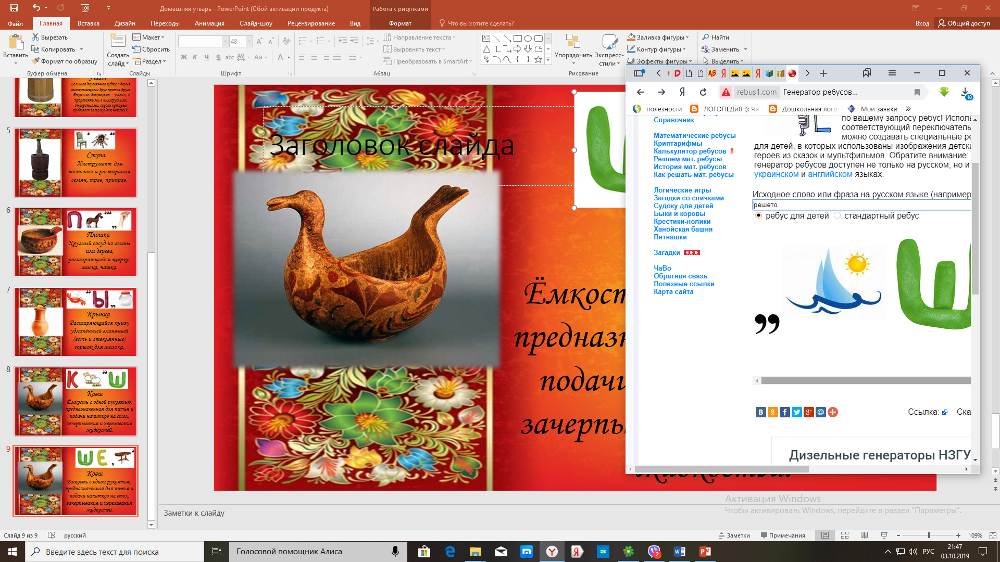 Домашняя утварь - PowerPoint (Сбой активации продукта)
Работа с рисунками
Файл
Главная
Вставка
Дизайн
Переходы
Анимация
Слайд-шоу
Рецензирование
Вид
Формат
Что вы хотите сделать?
Вход
Общий доступ
Вставить
Вырезать
Копировать
Формат по образцу
Буфер обмена
Создать слайд
Макет
Сбросить
Раздел
Слайды
48
Ж К Ч S abc AV Aa А
Шрифт
Направление текста
Выровнять текст
Преобразовать в SmartArt
Абзац
Упорядочить
Экспресс-стили
Заливка фигуры
Контур фигуры
Эффекты фигуры
Рисование
Найти
Заменить
Выделить
Ушат
Большая деревянная кадка с двумя
выступающими друг против друга
боковыми дощечками - ушами, с
прорезанными в них круглыми
отверстиями, сквозь которые
продевается палка для ношения.
5
Ступа
Инструмент для
толчения и растирания
семян, трав, приправ.
6
П
Плошка
Круглый сосуд из глины
или дерева,
расширяющийся кверху;
миска, чашка.
7
"Ы,
Крынка
Расширяющийся книзу
удлинённый глиняный
(есть и стеклянные)
горшок для молока.
8
К " Ш
Ковш
Ёмкость с одной рукоятью,
предназначенная для питья и
подачи напитков на стол,
зачерпывания и переливания
жидкостей.
9
Ш Е ,
Ковш
Ёмкость с одной рукоятью,
предназначенная для питья и
подачи напитков на стол,
зачерпывания и переливания
жидкостей.
Заголовок слайда
Ёмкост
предназн
подачи
зачерпы
жидкостей.
rebus1.com Генератор ребусов...
18
полезности
ЛОГОПЕДиЯ :): Чи
Дошкольная лого
Мои заявки
»
Справочник
Математические ребусы
Криптарифмы
Калькулятор ребусов !!
Решаем мат. ребусы
История мат. ребусов
Как решать мат. ребусы
Логические игры
Загадки со спичками
Судоку для детей
Быки и коровы
Крестики-нолики
Ханойская башня
Пятнашки
Загадки НОВОЕ
ЧаВо
Обратная связь
Полезные ссылки
Карта сайта
по вашему запросу ребус! Исполь
соответствующий переключатель
можно создавать специальные ре
для детей, в которых использованы изображения детски
героев из сказок и мультфильмов. Обратите внимание:
генератор ребусов доступен не только на русском, но и
украинском и английском языках.
Исходное слово или фраза на русском языке (например
решето
ребус для детей
стандартный ребус
,,
Ш
Ссылка:
Ска
Дизельные генераторы НЗГУ
Активация Windows
Чтобы активировать Windows, перейдите в раздел "Параметры".
Заметки к слайду
Слайд 9 из 9
русский
Заметки
Примечания
109%
Введите здесь текст для поиска
Голосовой помощник Алиса
2
РУС
21:47
03.10.2019